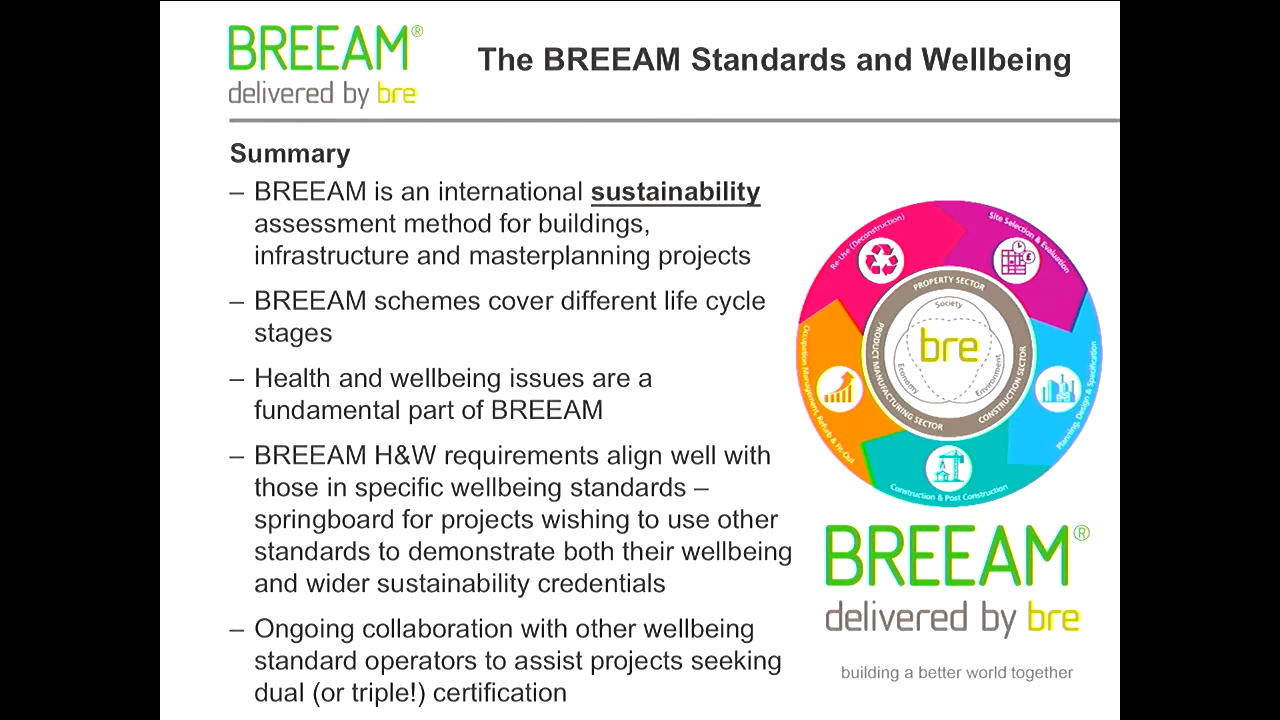 BREEAM®
delivered by bre
The BREEAM Standards and Wellbeing
Summary
– BREEAM is an international sustainability
assessment method for buildings,
infrastructure and masterplanning projects
– BREEAM schemes cover different life cycle
stages
– Health and wellbeing issues are a
fundamental part of BREEAM
– BREEAM H&W requirements align well with
those in specific wellbeing standards –
springboard for projects wishing to use other
standards to demonstrate both their wellbeing
and wider sustainability credentials
– Ongoing collaboration with other wellbeing
standard operators to assist projects seeking
dual (or triple!) certification
Re-Use (Deconstruction)
Site Selection & Evaluation
£
Planning, Design & Specification
Construction & Post Construction
Occupation Management, Refurb & Fit-Out
PROPERTY SECTOR
CONSTRUCTION SECTOR
PRODUCT MANUFACTURING SECTOR
Society
bre
Economy
Environment
BREEAM®
delivered by bre
building a better world together